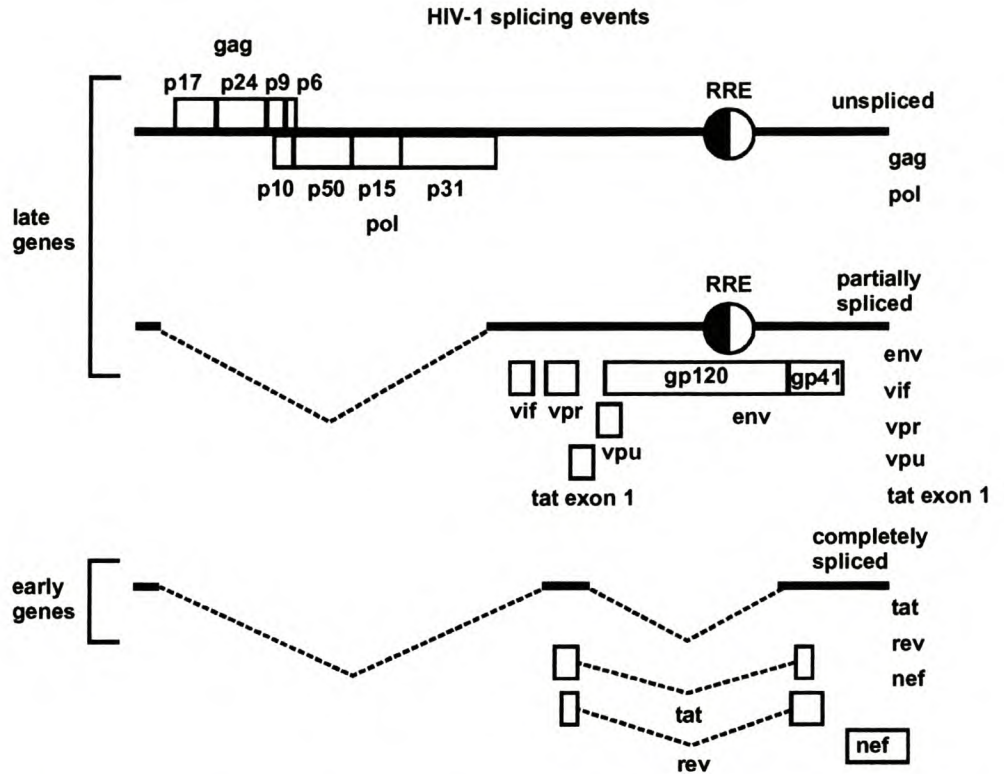 HIV-1 splicing events
gag
p17 p24 p9 p6
RRE
unspliced
gag
pol
p10 p50 p15 p31
pol
late
genes
RRE
partially
spliced
gp120 gp41
vif vpr
env
vpu
tat exon 1
env
vif
vpr
vpu
tat exon 1
completely
spliced
early
genes
tat
rev
nef
tat
rev
nef